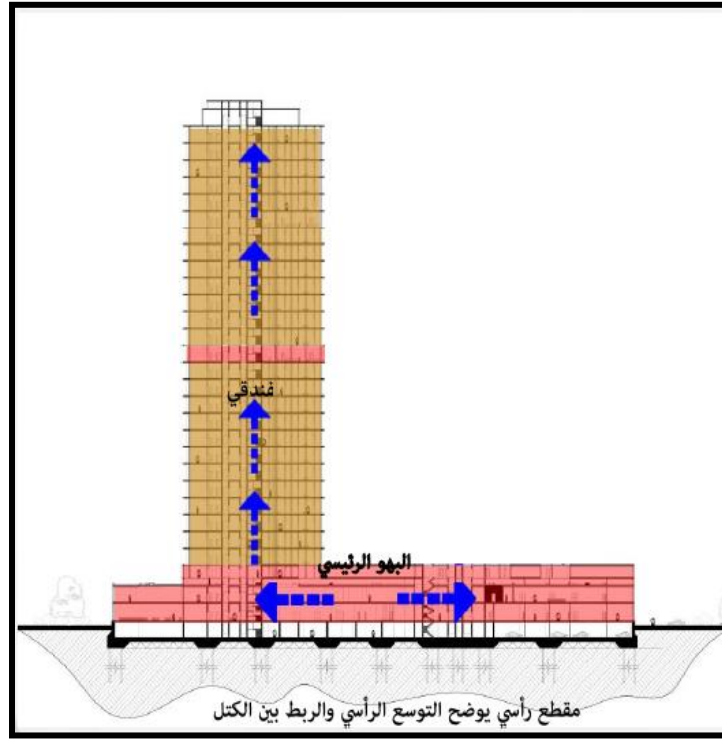 فندقي
البهو الرئيسي
مقطع رأسي يوضح التوسع الرأسي والربط بين الكتل